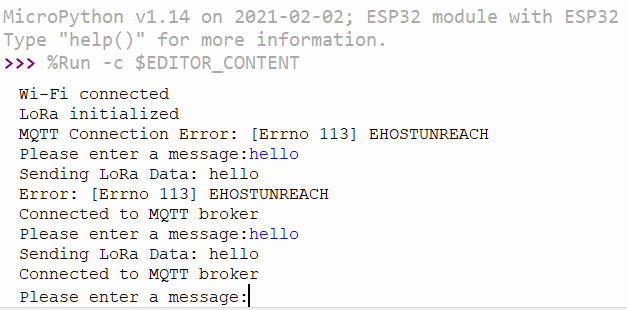 MicroPython v1.14 on 2021-02-02; ESP32 module with ESP32
Type "help()" for more information.
>>> %Run -c $EDITOR_CONTENT
Wi-Fi connected
LoRa initialized
MQTT Connection Error: [Errno 113] EHOSTUNREACH
Please enter a message:hello
Sending LoRa Data: hello
Error: [Errno 113] EHOSTUNREACH
Connected to MQTT broker
Please enter a message:hello
Sending LoRa Data: hello
Connected to MQTT broker
Please enter a message: